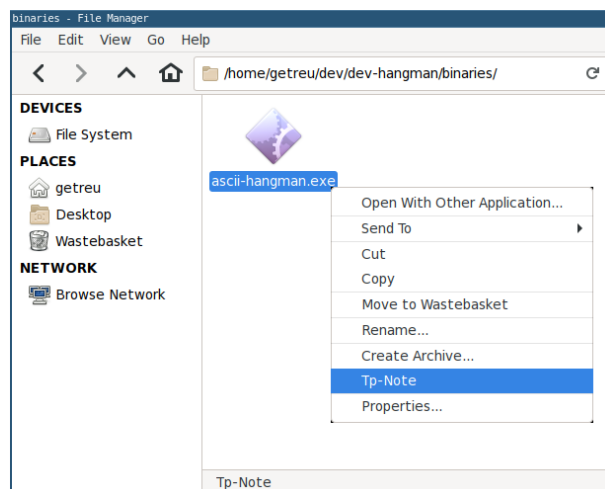 binaries - File Manager
File Edit View Go Help
/home/getreu/dev/dev-hangman/binaries/
DEVICES
File System
PLACES
getreu
Desktop
Wastebasket
NETWORK
Browse Network
ascii-hangman.exe
Open With Other Application...
Send To
Cut
Copy
Move to Wastebasket
Rename...
Create Archive...
Tp-Note
Properties...
Tp-Note